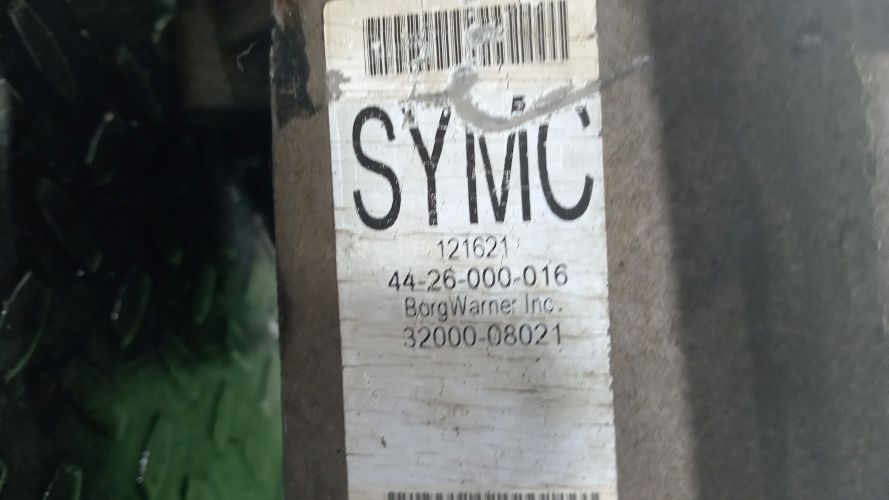 SYMC
121621
44-26-000-016
BorgWarner Inc.
32000-08021